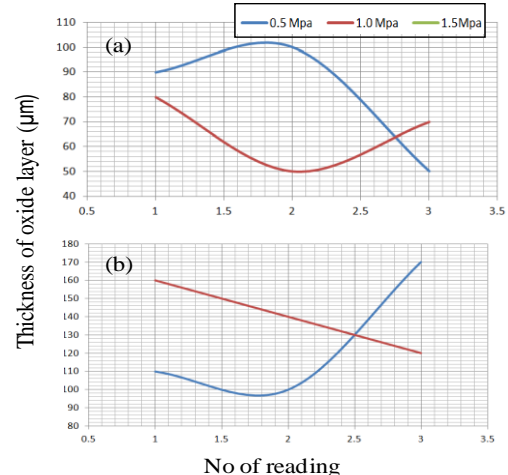 0.5 Mpa 1.0 Mpa 1.5 Mpa
(a)
110
100
90
80
70
60
50
40
0.5 1 1.5 2 2.5 3 3.5
Thickness of oxide layer (μm)
(b)
180
170
160
150
140
130
120
110
100
90
80
0.5 1 1.5 2 2.5 3 3.5
No of reading